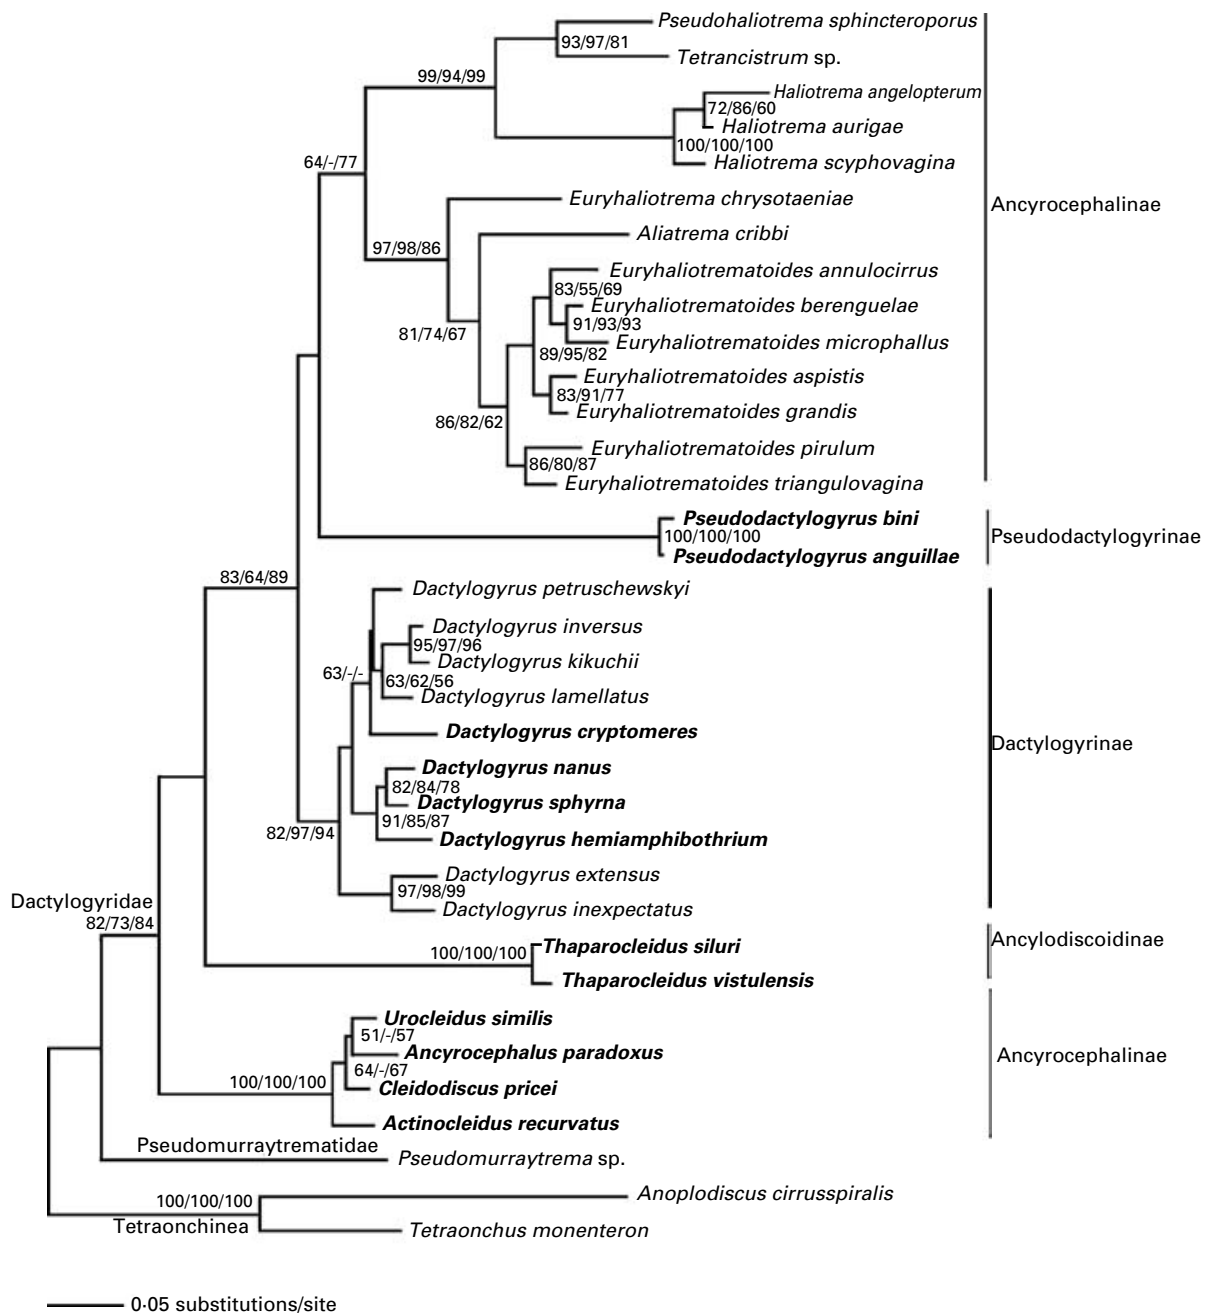 Pseudohaliotrema sphincteroporus
93/97/81
Tetrancistrum sp.
99/94/99
Haliotrema angelopterum
72/86/60
Haliotrema aurigae
100/100/100
Haliotrema scyphovagina
64/-/77
Euryhaliotrema chrysotaeniae
Ancyrocephalinae
Aliatrema cribbi
97/98/86
Euryhaliotrematoides annulocirrus
83/55/69
Euryhaliotrematoides berenguelae
91/93/93
81/74/67
Euryhaliotrematoides microphallus
89/95/82
Euryhaliotrematoides aspistis
83/91/77
Euryhaliotrematoides grandis
86/82/62
Euryhaliotrematoides pirulum
86/80/87
Euryhaliotrematoides triangulovagina
Pseudodactylogyrus bini
100/100/100
Pseudodactylogyrinae
Pseudodactylogyrus anguillae
83/64/89
Dactylogyrus petruschewskyi
Dactylogyrus inversus
95/97/96
Dactylogyrus kikuchii
63/-/-
63/62/56
Dactylogyrus lamellatus
Dactylogyrus cryptomeres
Dactylogyrinae
Dactylogyrus nanus
82/84/78
Dactylogyrus sphyrna
91/85/87
82/97/94
Dactylogyrus hemiamphibothrium
Dactylogyrus extensus
97/98/99
Dactylogyrus inexpectatus
Dactylogyridae
82/73/84
Ancylodiscoidinae
100/100/100
Thaparocleidus siluri
Thaparocleidus vistulensis
Urocleidus similis
51/-/57
Ancyrocephalus paradoxus
Ancyrocephalinae
64/-/67
100/100/100
Cleidodiscus pricei
Actinocleidus recurvatus
Pseudomurraytrematidae
Pseudomurraytrema sp.
100/100/100
Anoplodiscus cirrusspiralis
Tetraonchinea
Tetraonchus monenteron
0·05 substitutions/site